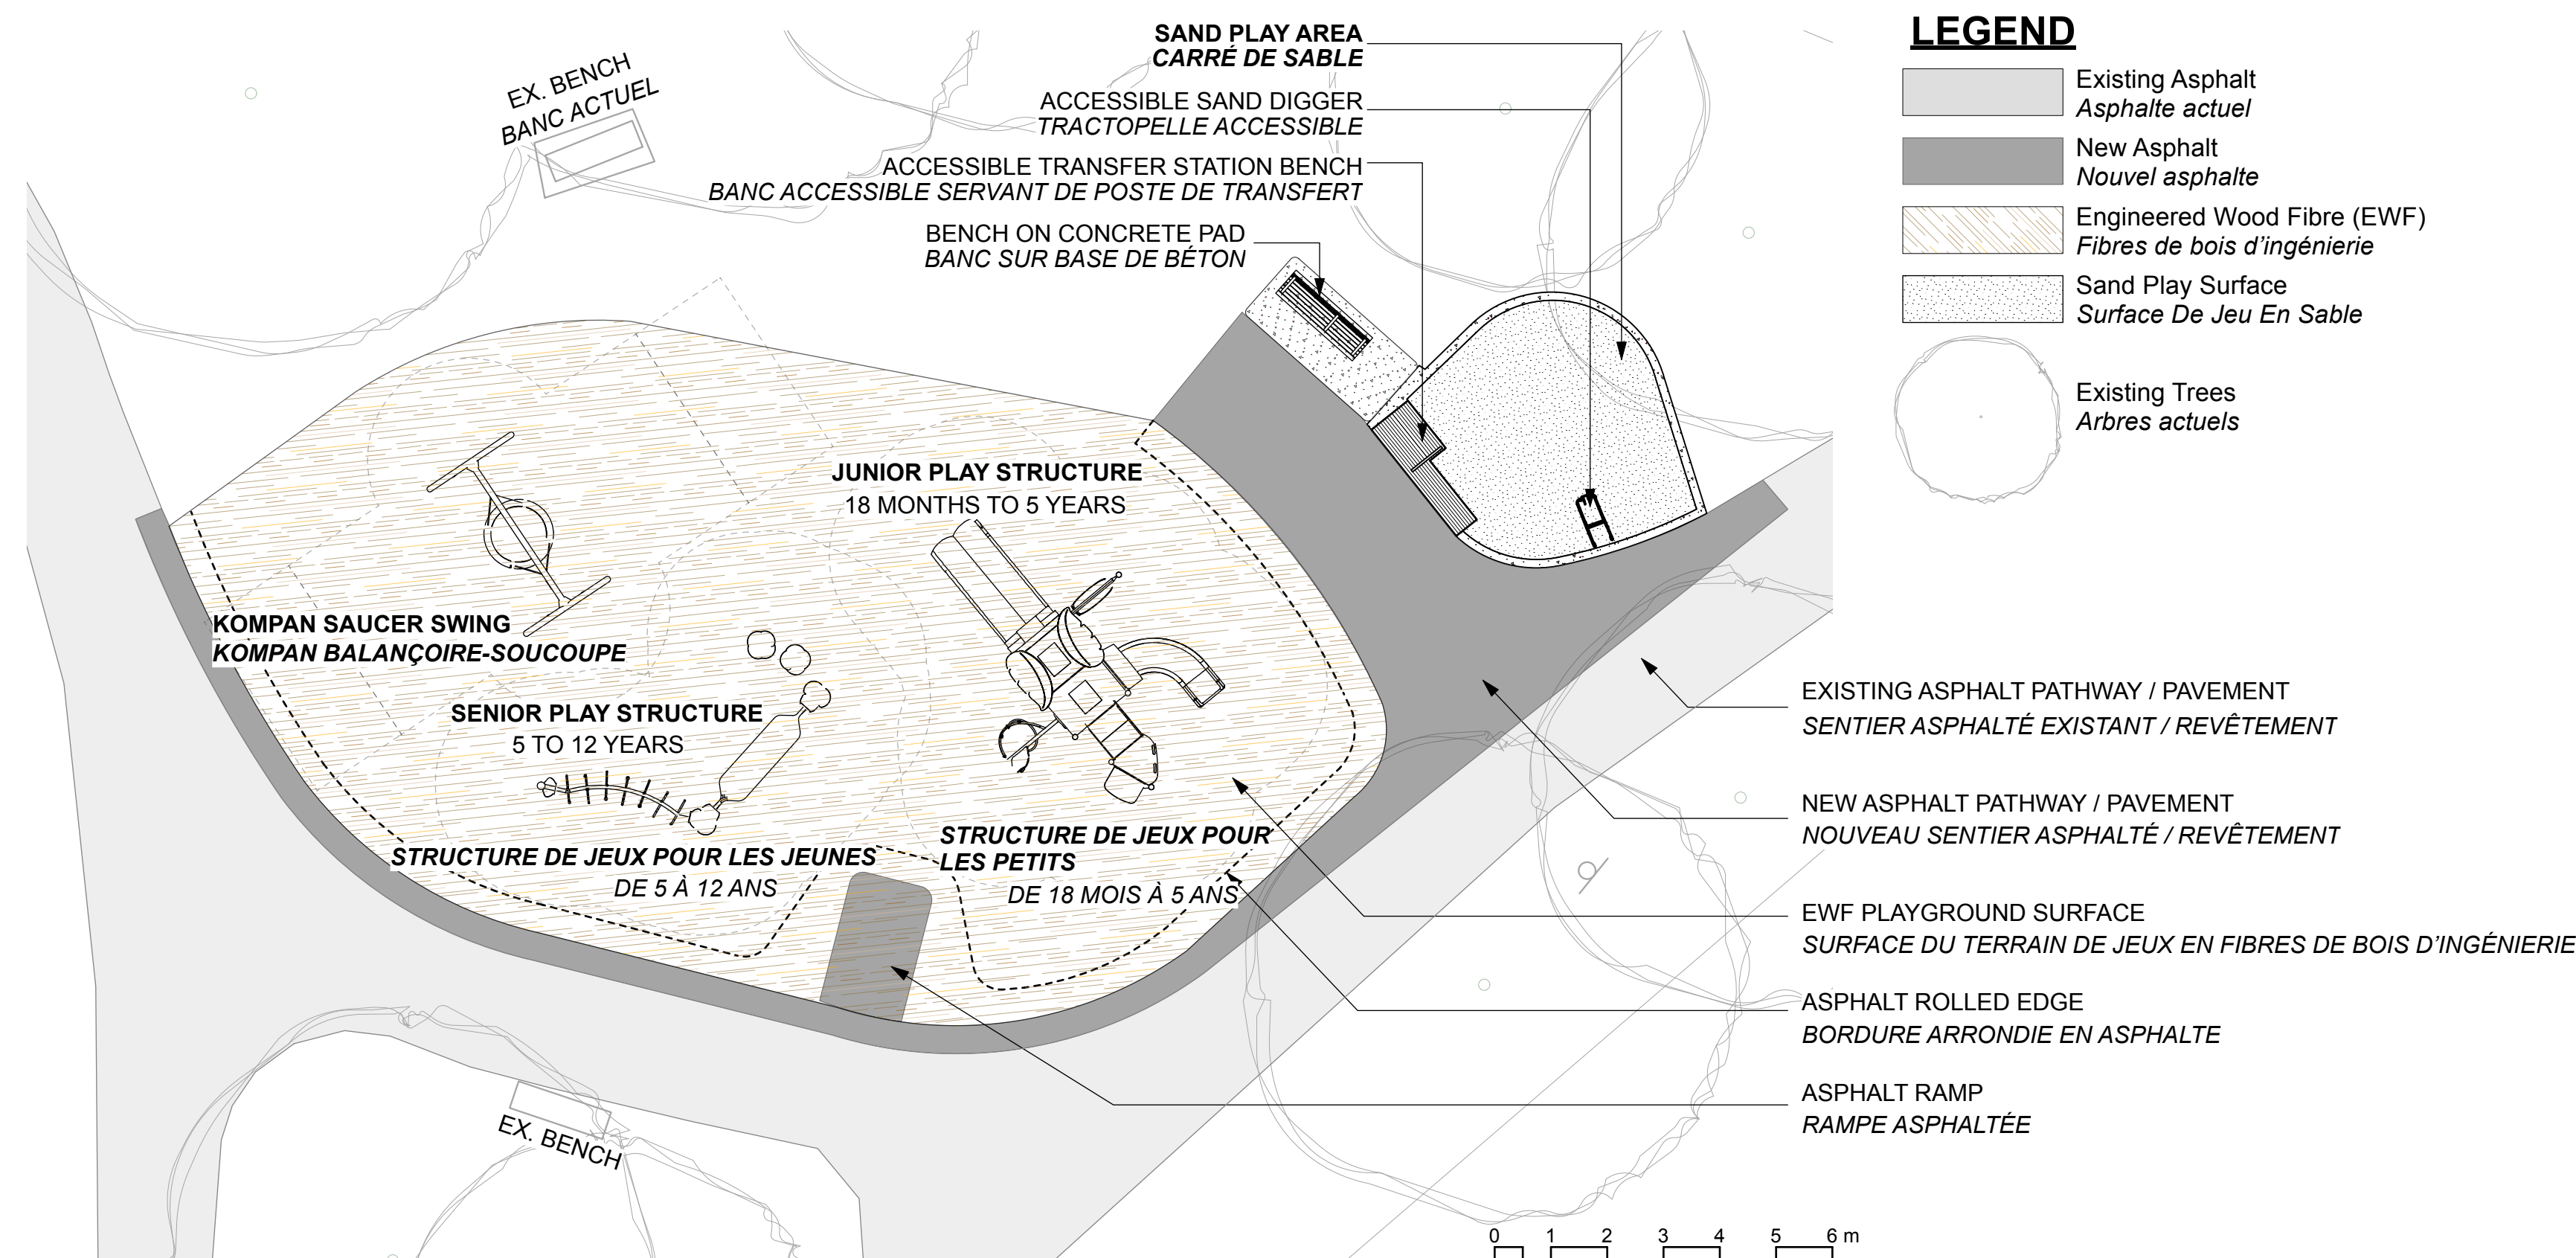 SAND PLAY AREA
CARRÉ DE SABLE
ACCESSIBLE SAND DIGGER
TRACTOPELLE ACCESSIBLE
ACCESSIBLE TRANSFER STATION BENCH
BANC ACCESSIBLE SERVANT DE POSTE DE TRANSFERT
BENCH ON CONCRETE PAD
BANC SUR BASE DE BÉTON
EX. BENCH
BANC ACTUEL
JUNIOR PLAY STRUCTURE
18 MONTHS TO 5 YEARS
KOMPAN SAUCER SWING
KOMPAN BALANÇOIRE-SOUCOUPE
SENIOR PLAY STRUCTURE
5 TO 12 YEARS
STRUCTURE DE JEUX POUR LES JEUNES
DE 5 À 12 ANS
STRUCTURE DE JEUX POUR
LES PETITS
DE 18 MOIS À 5 ANS
EX. BENCH
LEGEND
Existing Asphalt
Asphalte actuel
New Asphalt
Nouvel asphalte
Engineered Wood Fibre (EWF)
Fibres de bois d'ingénierie
Sand Play Surface
Surface De Jeu En Sable
Existing Trees
Arbres actuels
EXISTING ASPHALT PATHWAY / PAVEMENT
SENTIER ASPHALTÉ EXISTANT / REVÊTEMENT
NEW ASPHALT PATHWAY / PAVEMENT
NOUVEAU SENTIER ASPHALTÉ / REVÊTEMENT
EWF PLAYGROUND SURFACE
SURFACE DU TERRAIN DE JEUX EN FIBRES DE BOIS D'INGÉNIERIE
ASPHALT ROLLED EDGE
BORDURE ARRONDIE EN ASPHALTE
ASPHALT RAMP
RAMPE ASPHALTÉE
0 1 2 3 4 5 6 m